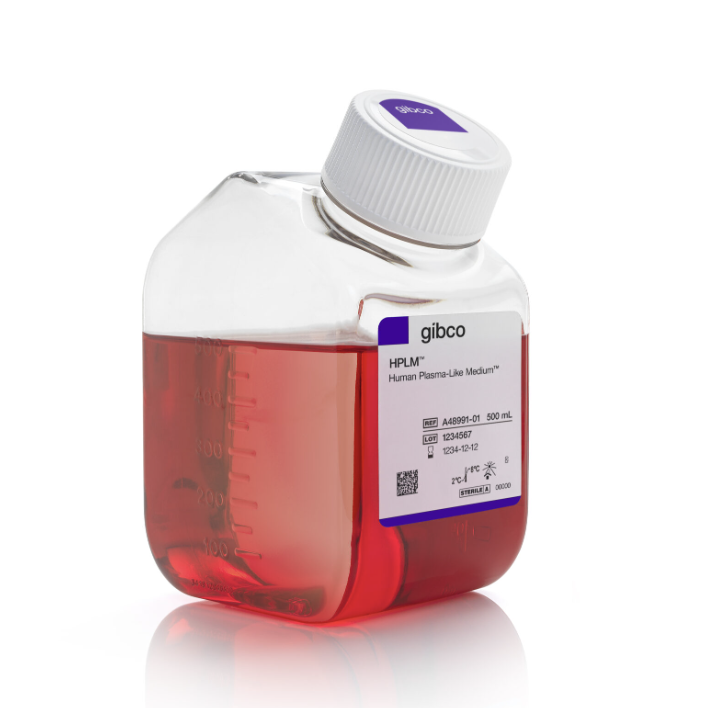 gibco
gibco
HPLM™
Human Plasma-Like Medium™
REF A48991-01 500 mL
LOT 1234567
1234-12-12
2°C 8°C
STERILE A
500
400
300
200
100